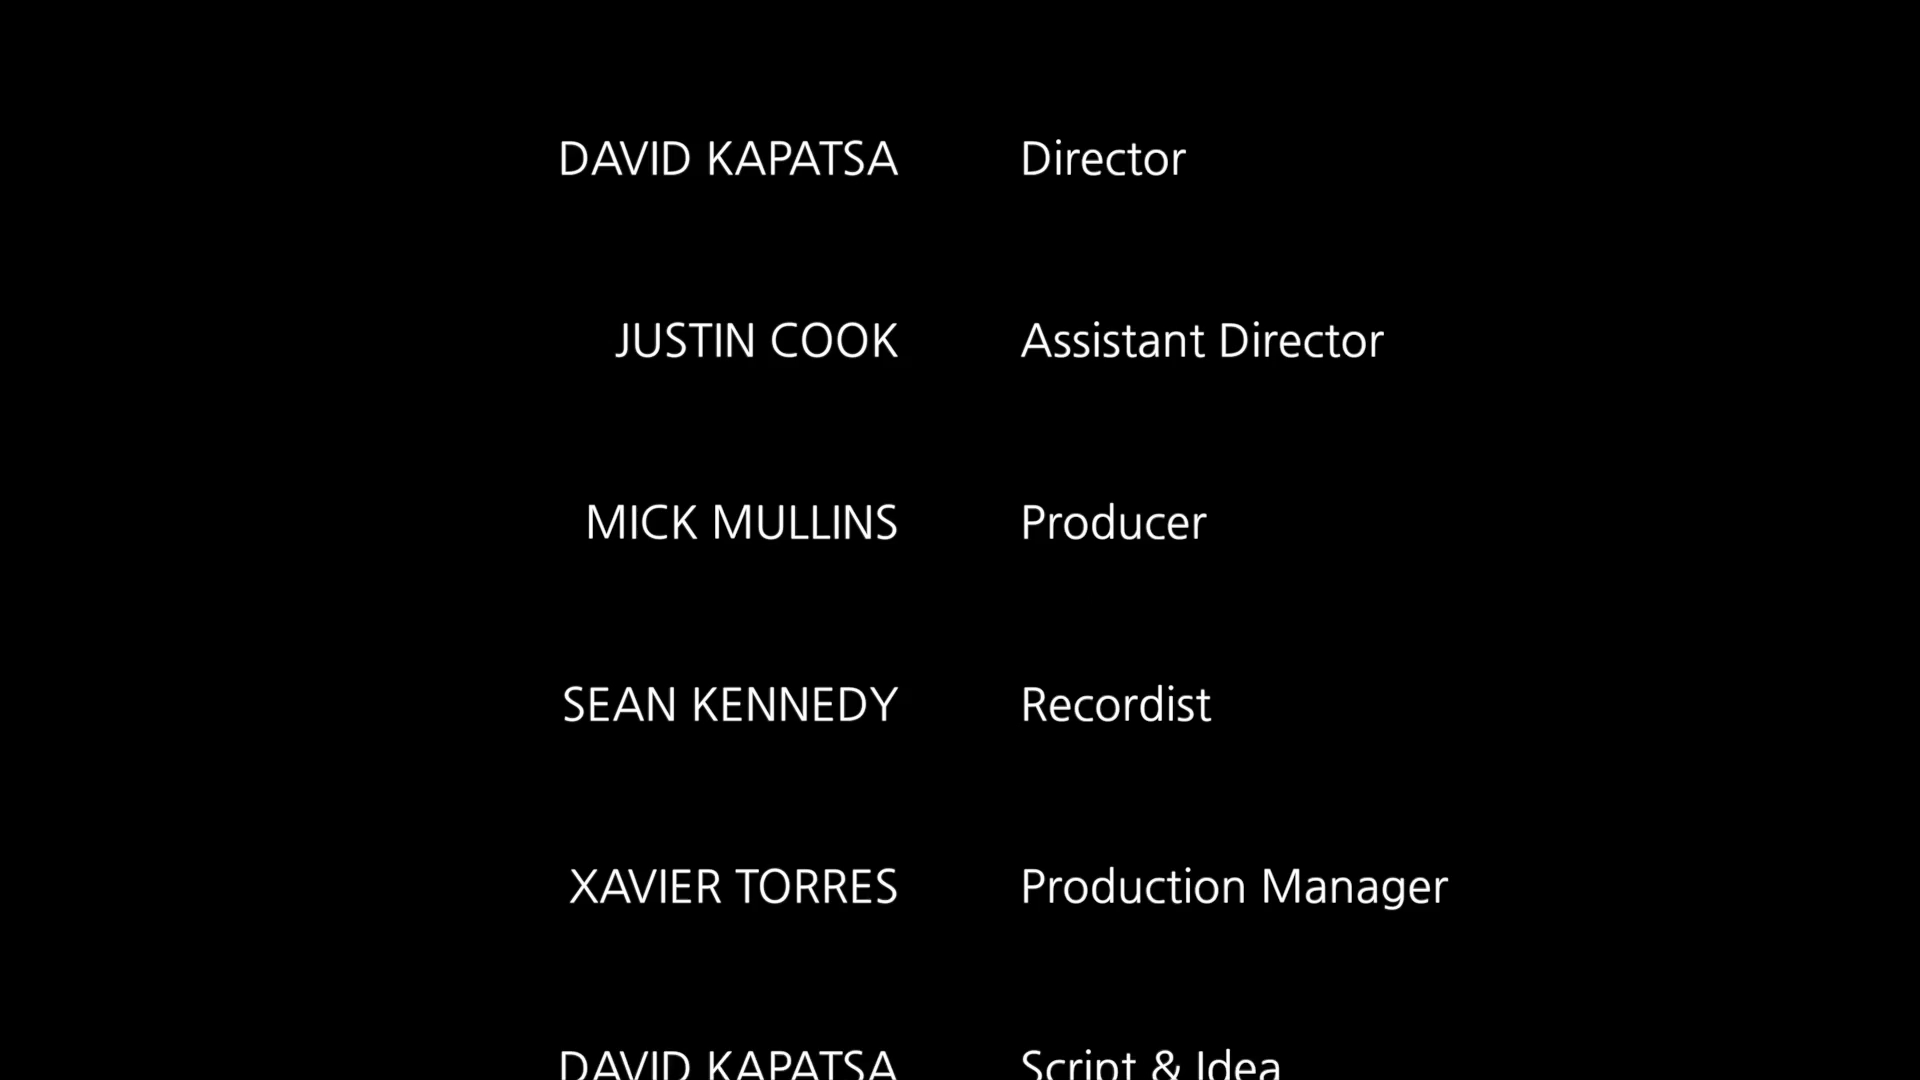 DAVID KAPATSA Director
JUSTIN COOK Assistant Director
MICK MULLINS Producer
SEAN KENNEDY Recordist
XAVIER TORRES Production Manager
DAVID KAPATSA Script & Idea